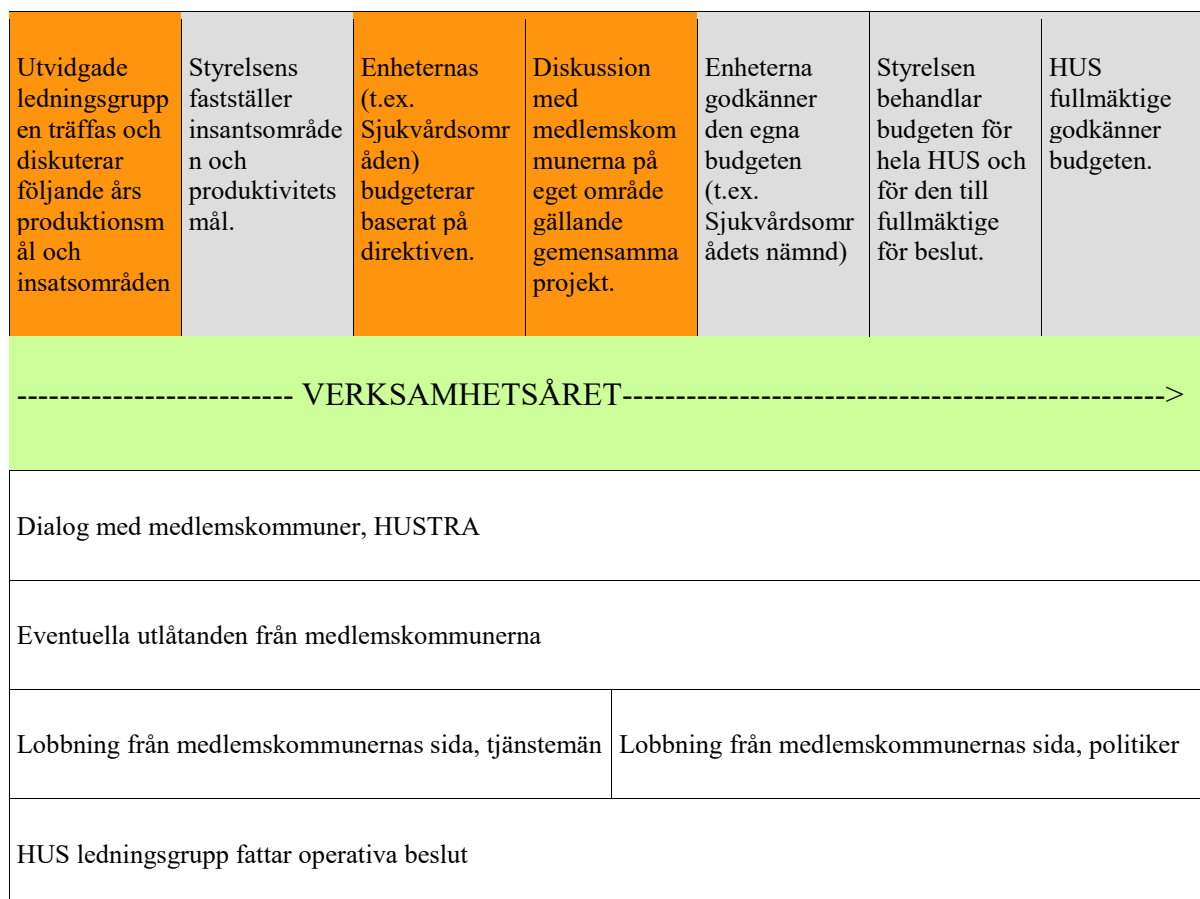 Utvidgade
ledningsgrupp
en träffas och
diskuterar
följande års
produktionsm
ål och
insatsområden
Styrelsens
fastställer
insantsområde
n och
produktivitets
mål.
Enheternas
(t.ex.
Sjukvårdsomr
åden)
budgeterar
baserat på
direktiven.
Diskussion
med
medlemskom
munerna på
eget område
gällande
gemensamma
projekt.
Enheterna
godkänner
den egna
budgeten
(t.ex.
Sjukvårdsomr
ådets nämnd)
Styrelsen
behandlar
budgeten för
hela HUS och
för den till
fullmäktige
för beslut.
HUS
fullmäktige
godkänner
budgeten.
-------------------------- VERKSAMHETSÅRET--------------------------------------------------->
Dialog med medlemskommuner, HUSTRA
Eventuella utlåtanden från medlemskommunerna
Lobbning från medlemskommunernas sida, tjänstemän
Lobbning från medlemskommunernas sida, politiker
HUS ledningsgrupp fattar operativa beslut